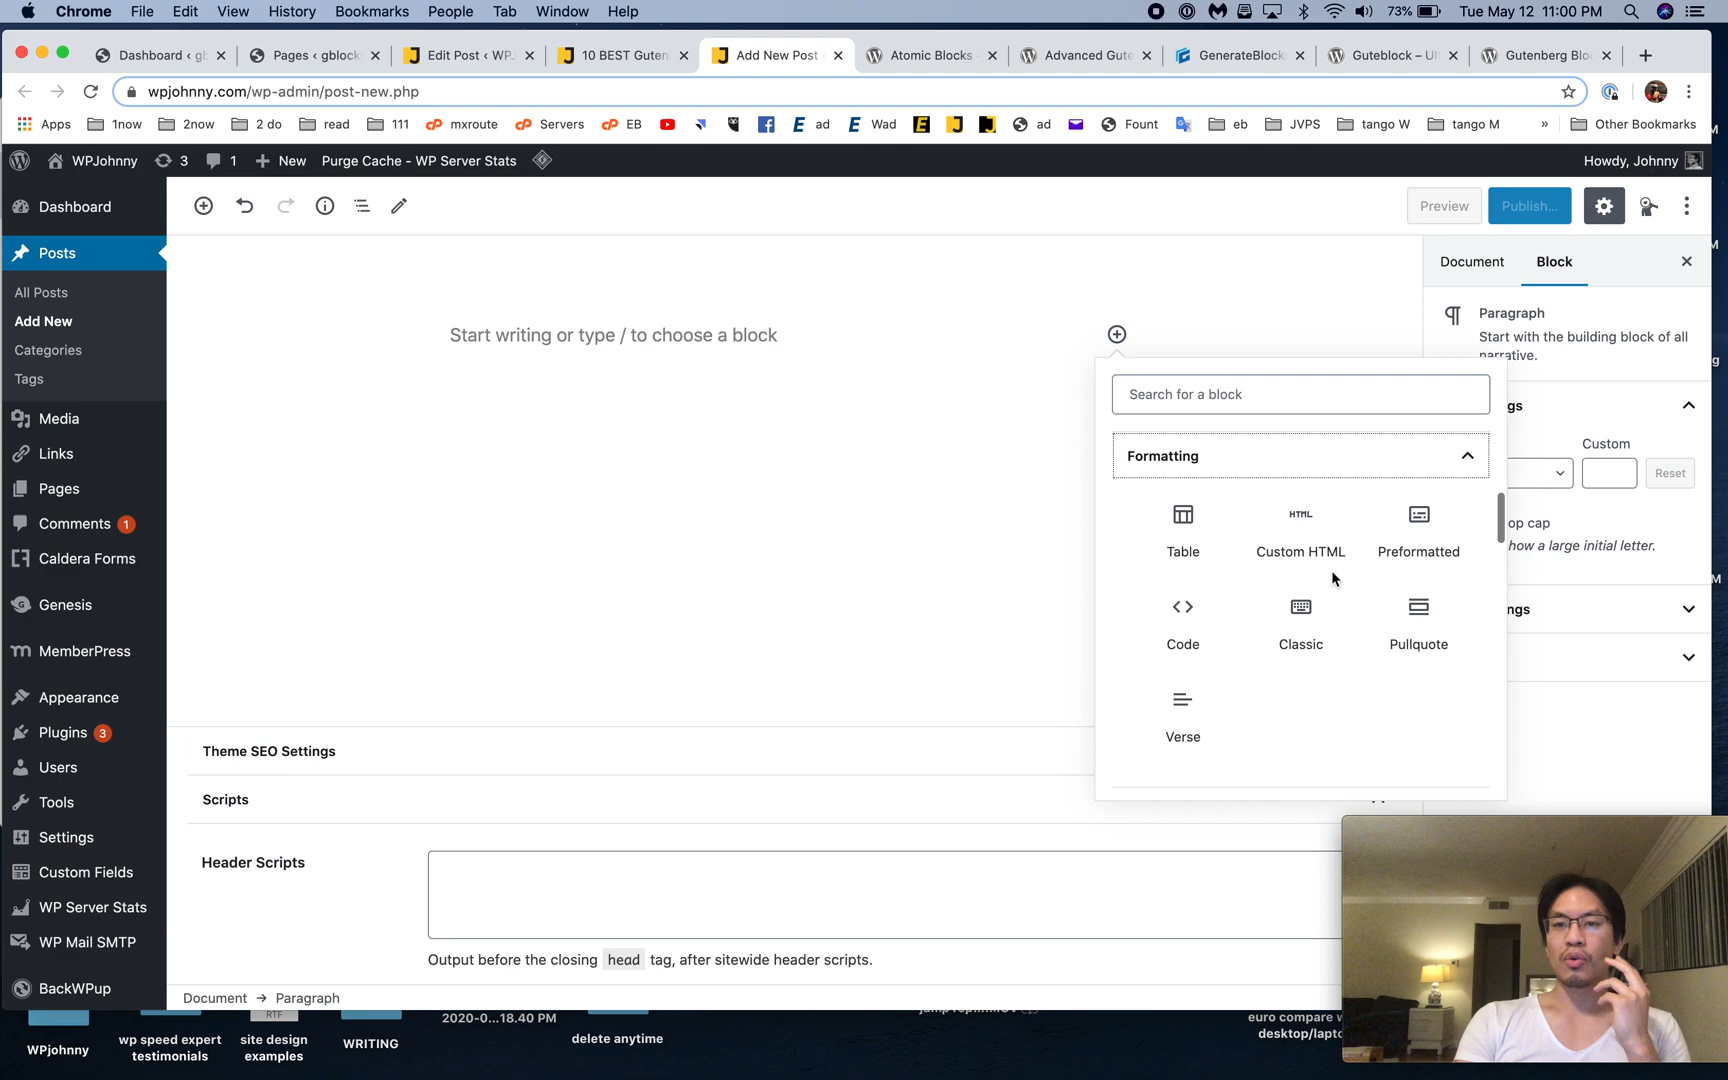 Chrome File Edit View History Bookmarks People Tab Window Help
73% Tue May 12 11:00 PM
Dashboard < gb
Pages < gblock
Edit Post < WPJ
10 BEST Guten
Add New Post
Atomic Blocks
Advanced Gute
GenerateBlock
Guteblock – Ul
Gutenberg Blo
wpjohnny.com/wp-admin/post-new.php
Apps 1now 2now 2 do read 111 mxroute Servers EB ad Wad ad Fount eb JVPS tango W tango M » Other Bookmarks
WPJohnny 3 1 New Purge Cache - WP Server Stats
Howdy, Johnny
Dashboard
Posts
All Posts
Add New
Categories
Tags
Media
Links
Pages
Comments 1
Caldera Forms
Genesis
MemberPress
Appearance
Plugins 3
Users
Tools
Settings
Custom Fields
WP Server Stats
WP Mail SMTP
BackWPup
Preview
Publish...
Start writing or type / to choose a block
Search for a block
Formatting
Table
HTML
Custom HTML
Preformatted
Code
Classic
Pullquote
Verse
Document
Block
Paragraph
Start with the building block of all
narrative.
gs
Custom
Reset
op cap
how a large initial letter.
ngs
Theme SEO Settings
Scripts
Header Scripts
Output before the closing head tag, after sitewide header scripts.
Document → Paragraph
WPjohnny
wp speed expert
testimonials
RTF
site design
examples
WRITING
2020-0...18.40 PM
delete anytime
euro compare w
desktop/lapt